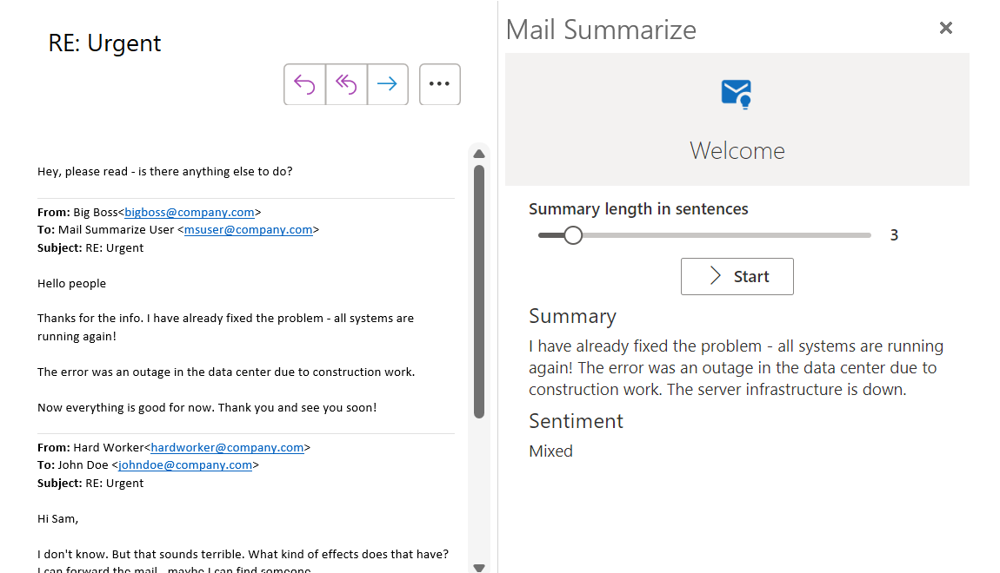 RE: Urgent
Hey, please read - is there anything else to do?
From: Big Boss<bigboss@company.com>
To: Mail Summarize User <msuser@company.com>
Subject: RE: Urgent
Hello people
Thanks for the info. I have already fixed the problem - all systems are
running again!
The error was an outage in the data center due to construction work.
Now everything is good for now. Thank you and see you soon!
From: Hard Worker<hardworker@company.com>
To: John Doe <johndoe@company.com>
Subject: RE: Urgent
Hi Sam,
I don't know. But that sounds terrible. What kind of effects does that have?
I can forward the mail, maybe I can find someone
Mail Summarize
Welcome
Summary length in sentences
3
Start
Summary
I have already fixed the problem - all systems are running
again! The error was an outage in the data center due to
construction work. The server infrastructure is down.
Sentiment
Mixed